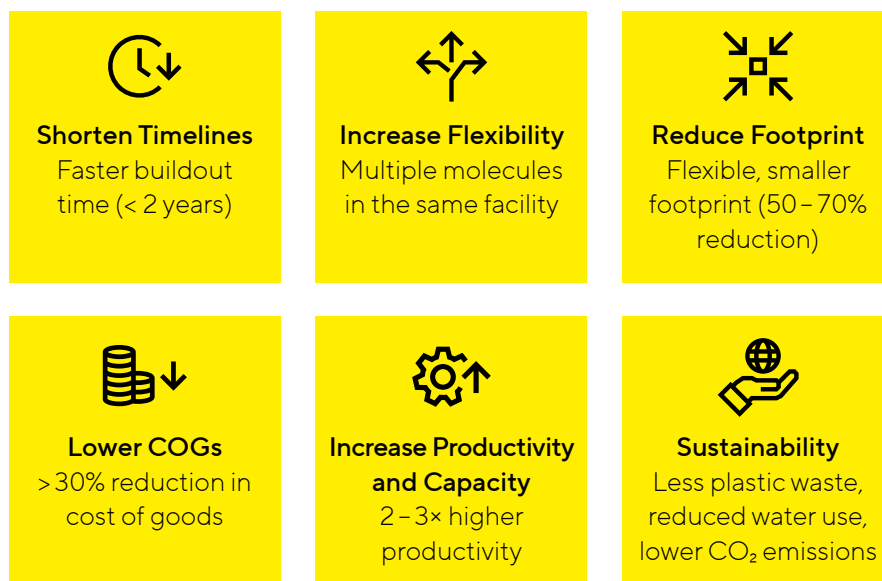 Shorten Timelines
Faster buildout
time (< 2 years)
Increase Flexibility
Multiple molecules
in the same facility
Reduce Footprint
Flexible, smaller
footprint (50 – 70%
reduction)
Lower COGs
> 30% reduction in
cost of goods
Increase Productivity
and Capacity
2 – 3× higher
productivity
Sustainability
Less plastic waste,
reduced water use,
lower CO₂ emissions